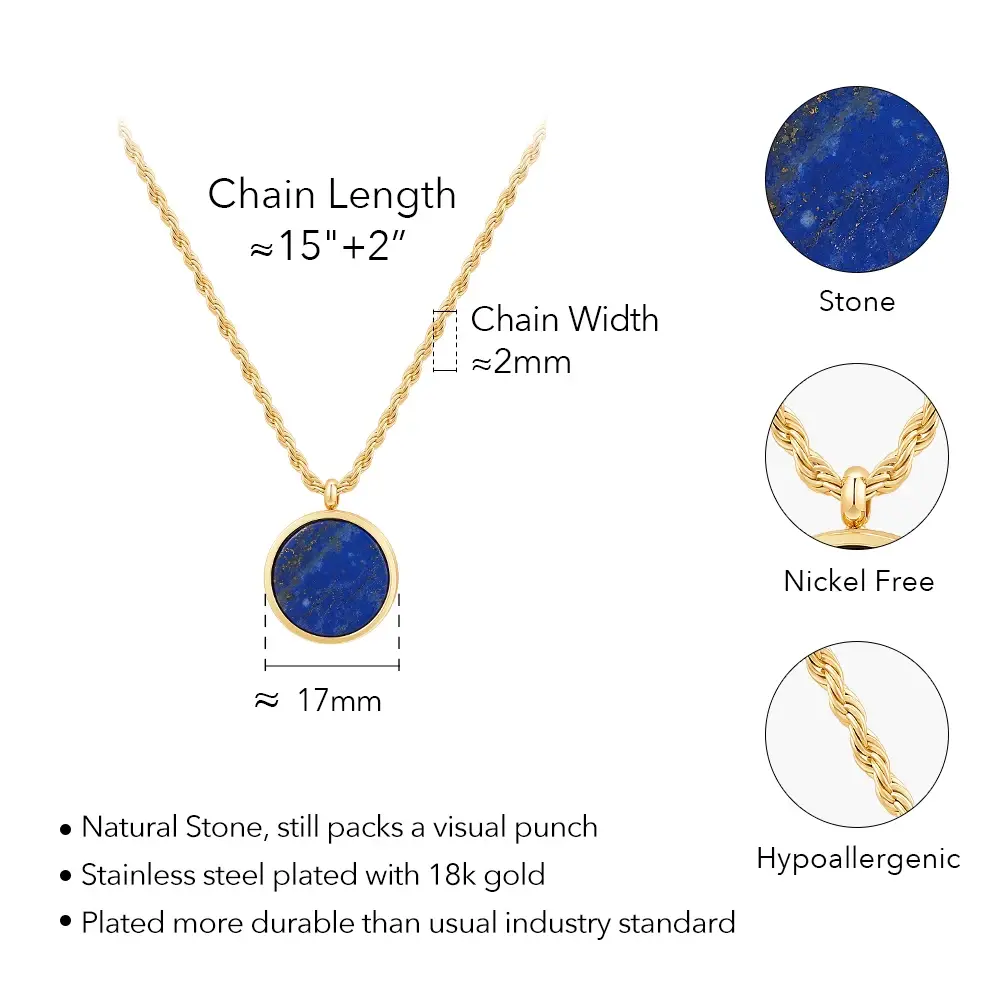 Chain Length
≈15"+2”
Chain Width
≈2mm
≈ 17mm
Stone
Nickel Free
Hypoallergenic
• Natural Stone, still packs a visual punch
• Stainless steel plated with 18k gold
• Plated more durable than usual industry standard